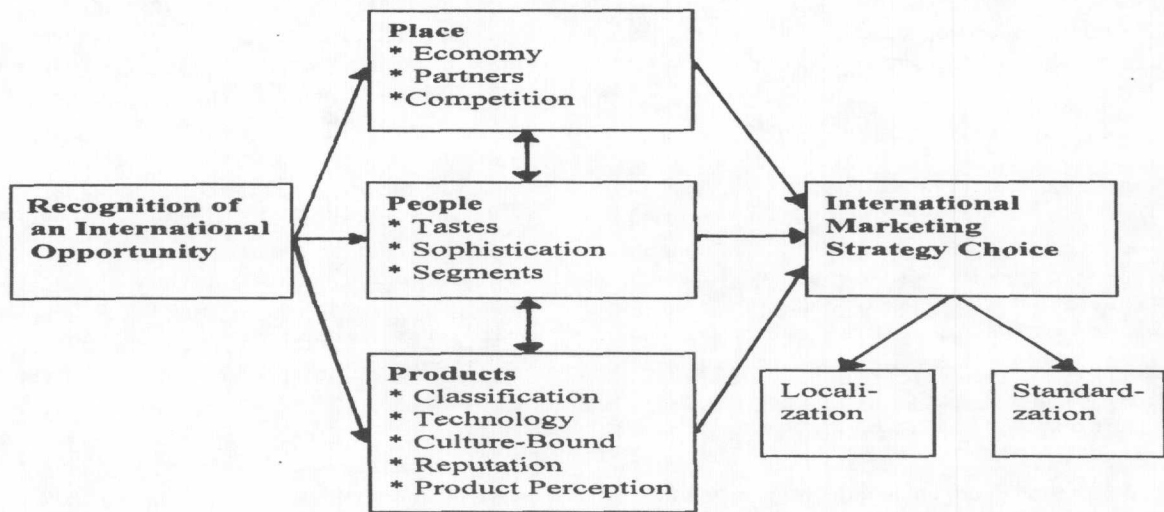 Place
* Economy
* Partners
*Competition
Recognition of
an International
Opportunity
People
* Tastes
* Sophistication
* Segments
International
Marketing
Strategy Choice
Products
* Classification
* Technology
* Culture-Bound
* Reputation
* Product Perception
Locali-
zation
Standard-
zation